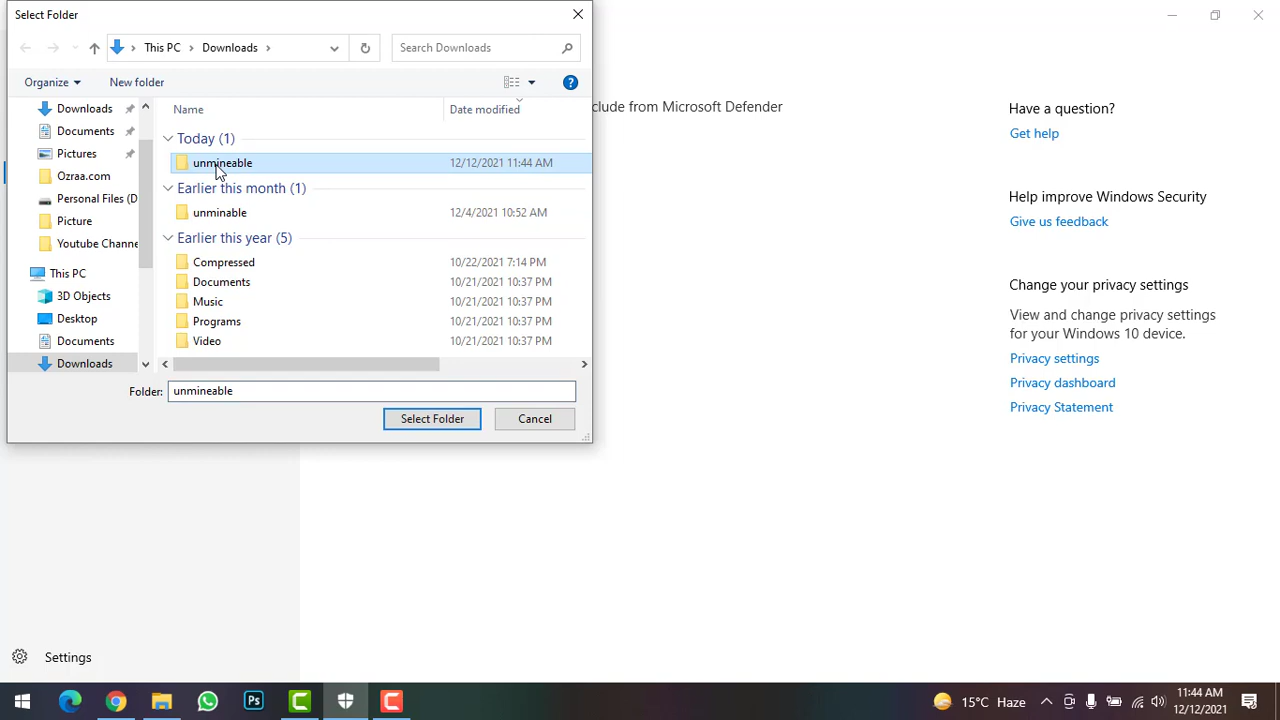 Select Folder
This PC
Downloads
Search Downloads
Organize
New folder
Downloads
Documents
Pictures
Ozraa.com
Personal Files (D
Picture
Youtube Channe
This PC
3D Objects
Desktop
Documents
Downloads
Name
Date modified
Today (1)
unmineable 12/12/2021 11:44 AM
Earlier this month (1)
unminable 12/4/2021 10:52 AM
Earlier this year (5)
Compressed 10/22/2021 7:14 PM
Documents 10/21/2021 10:37 PM
Music 10/21/2021 10:37 PM
Programs 10/21/2021 10:37 PM
Video 10/21/2021 10:37 PM
Folder: unmineable
Select Folder
Cancel
clude from Microsoft Defender
Have a question?
Get help
Help improve Windows Security
Give us feedback
Change your privacy settings
View and change privacy settings
for your Windows 10 device.
Privacy settings
Privacy dashboard
Privacy Statement
Settings
Ps
15°C Haze
11:44 AM
12/12/2021